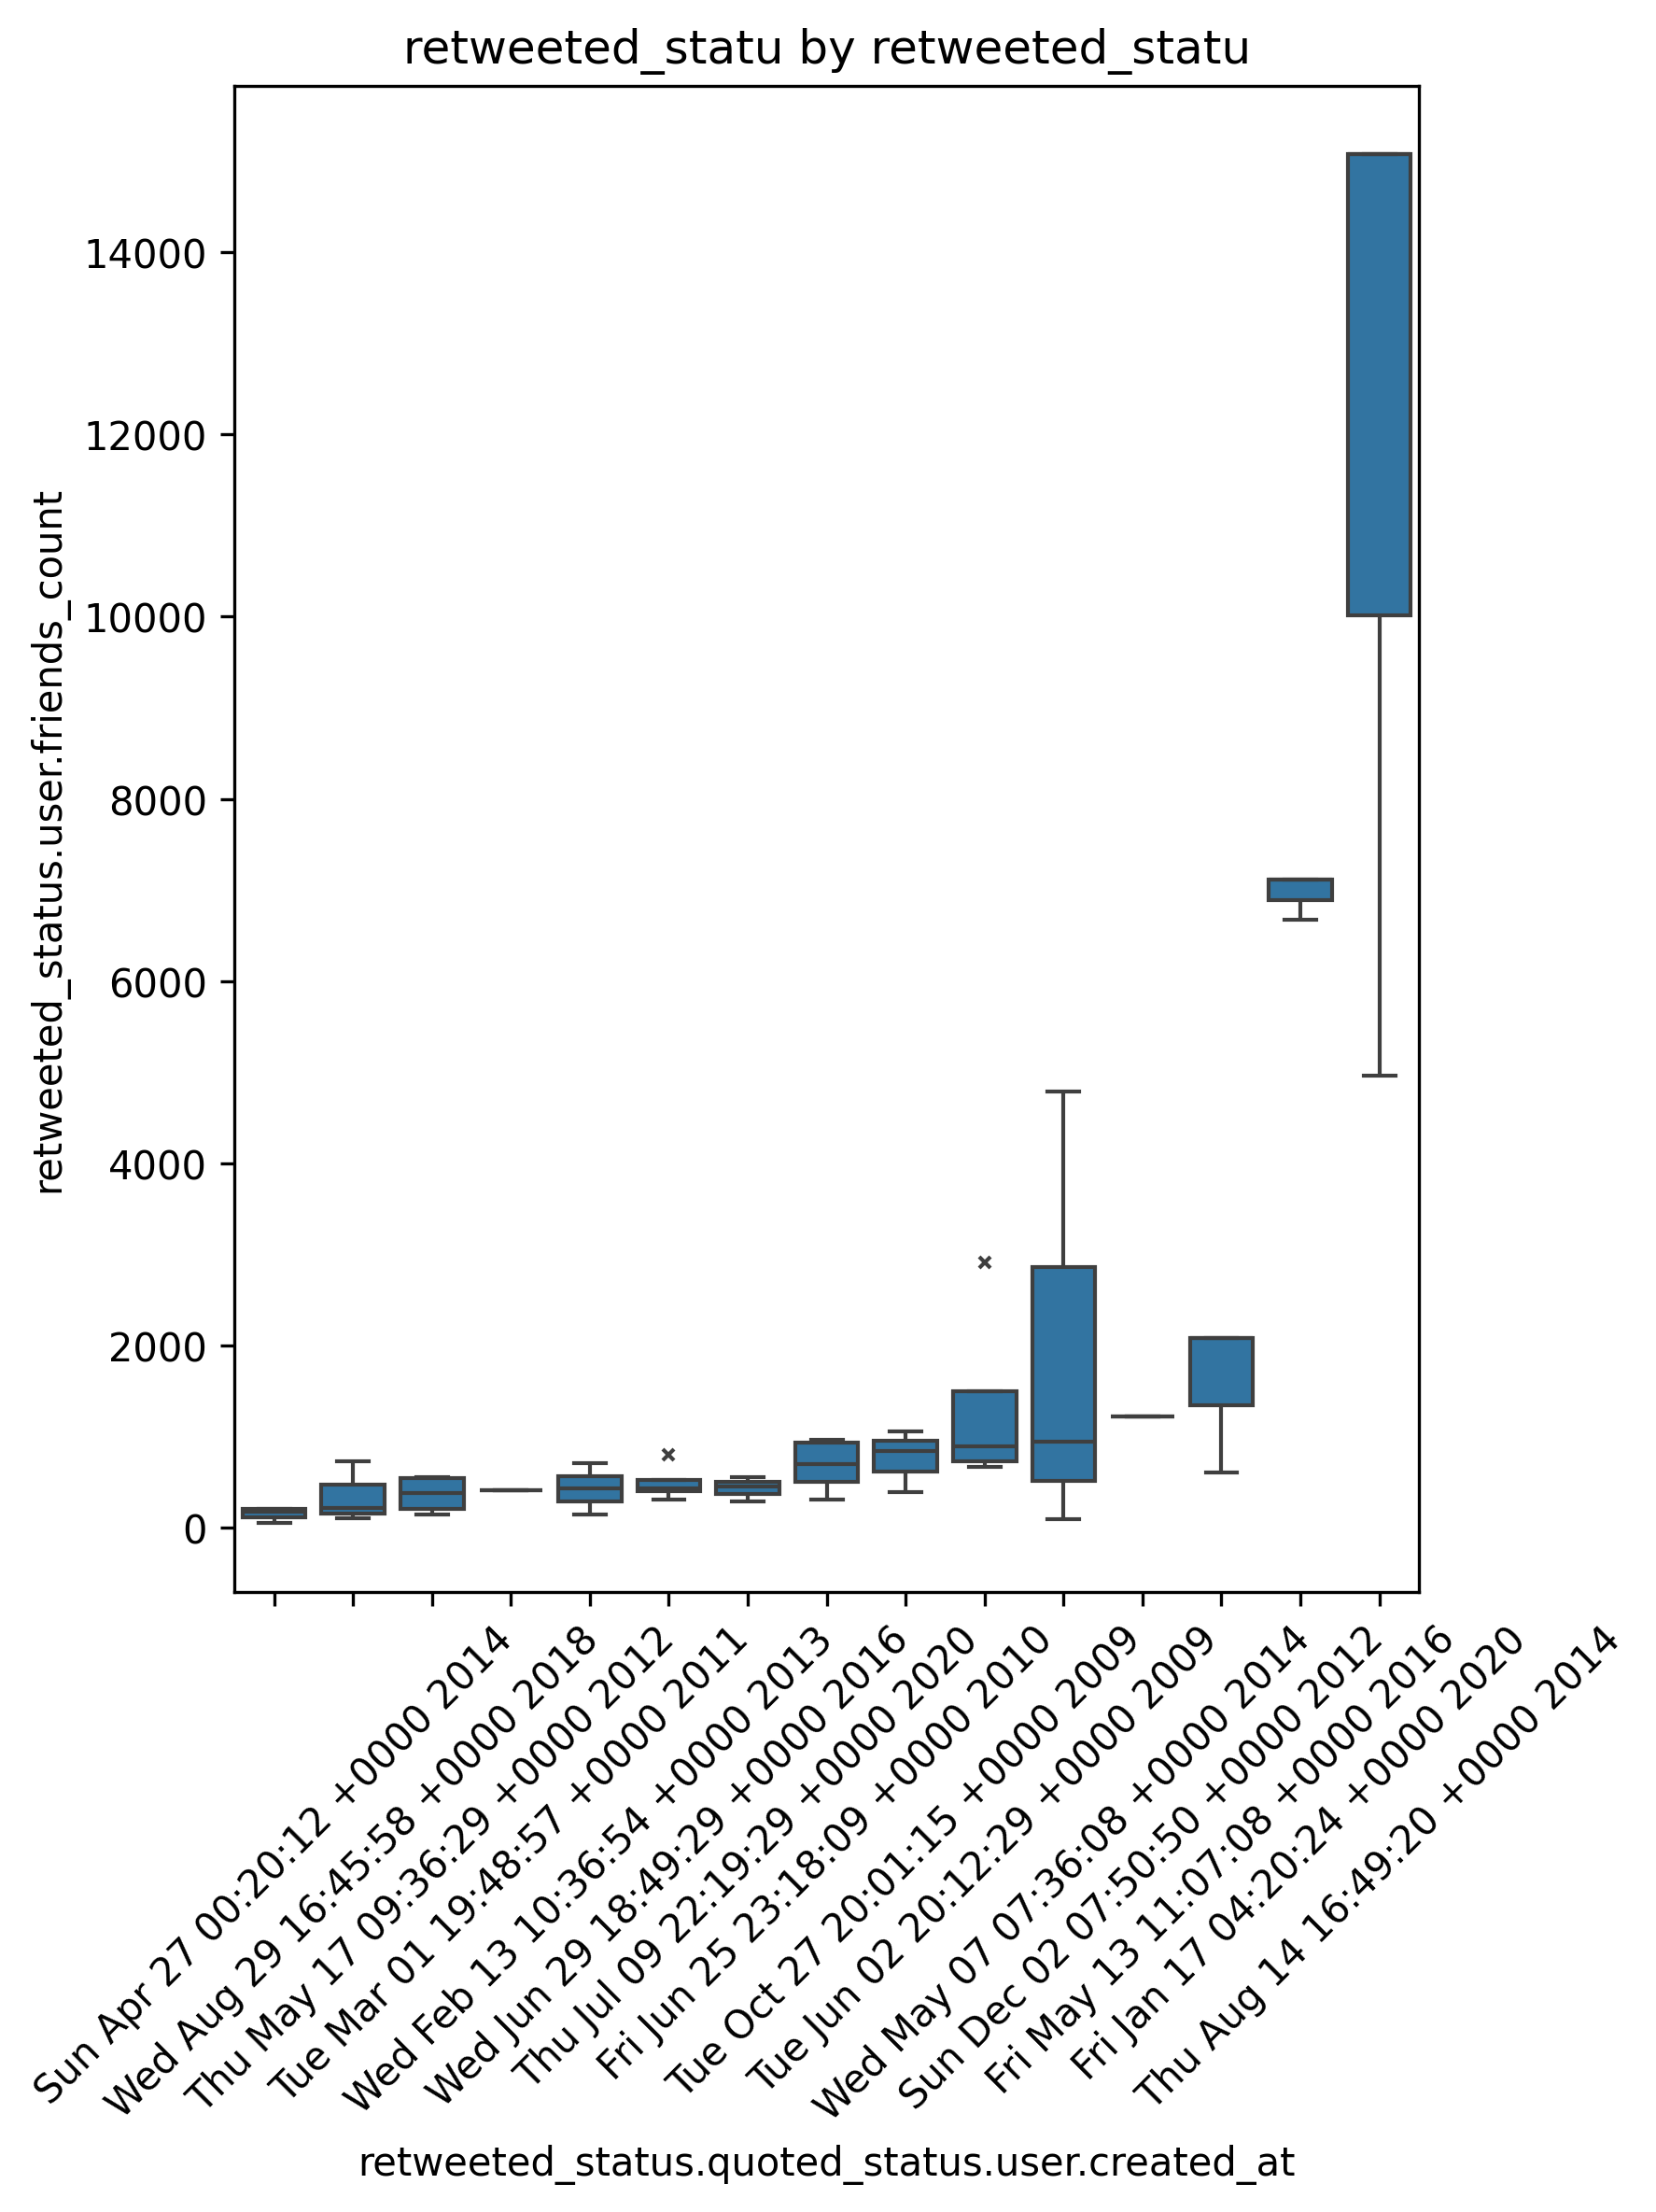 retweeted_statu by retweeted_statu
retweeted_status.user.friends_count
14000
12000
10000
8000
6000
4000
2000
0
Sun Apr 27 00:20:12 +0000 2014
Wed Aug 29 16:45:58 +0000 2018
Thu May 17 09:36:29 +0000 2012
Tue Mar 01 19:48:57 +0000 2011
Wed Feb 13 10:36:54 +0000 2013
Wed Jun 29 18:49:29 +0000 2016
Thu Jul 09 22:19:29 +0000 2020
Fri Jun 25 23:18:09 +0000 2010
Tue Oct 27 20:01:15 +0000 2009
Tue Jun 02 20:12:29 +0000 2009
Wed May 07 07:36:08 +0000 2014
Sun Dec 02 07:50:50 +0000 2012
Fri May 13 11:07:08 +0000 2016
Fri Jan 17 04:20:24 +0000 2020
Thu Aug 14 16:49:20 +0000 2014
retweeted_status.quoted_status.user.created_at